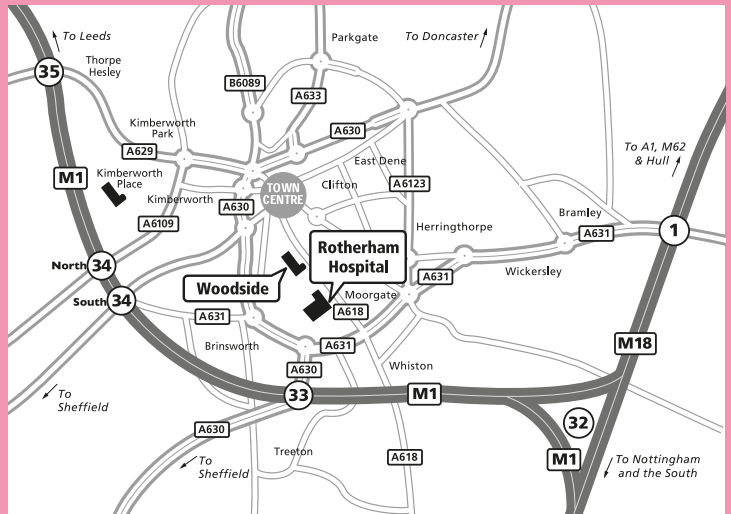 To Leeds
Parkgate
To Doncaster
Thorpe
Hesley
35
B6089
A633
Kimberworth
Park
A630
A629
East Dene
To A1, M62
& Hull
M1
Kimberworth
Place
TOWN
CENTRE
Clifton
A6123
Kimberworth
A630
Bramley
A6109
Herringthorpe
A631
1
Rotherham
Hospital
North
34
Wickersley
A631
Woodside
Moorgate
South
34
A631
A618
Brinsworth
A631
M18
Whiston
A630
To
Sheffield
33
M1
32
A630
Treeton
To
Sheffield
A618
M1
To Nottingham
and the South